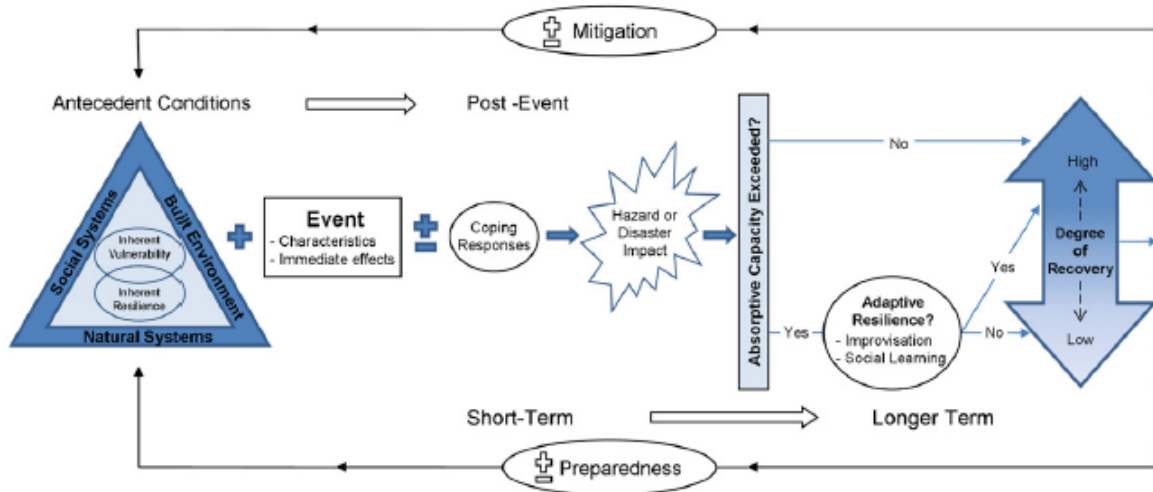 ± Mitigation
Antecedent Conditions
Post -Event
Social Systems
Built Environment
Natural Systems
Inherent
Vulnerability
Inherent
Resilience
+
Event
- Characteristics
- Immediate effects
±
Coping
Responses
Hazard or
Disaster
Impact
Absorptive Capacity Exceeded?
No
Yes
Adaptive
Resilience?
- Improvisation
- Social Learning
Yes
No
High
Degree
of
Recovery
Low
Short-Term
Longer Term
± Preparedness